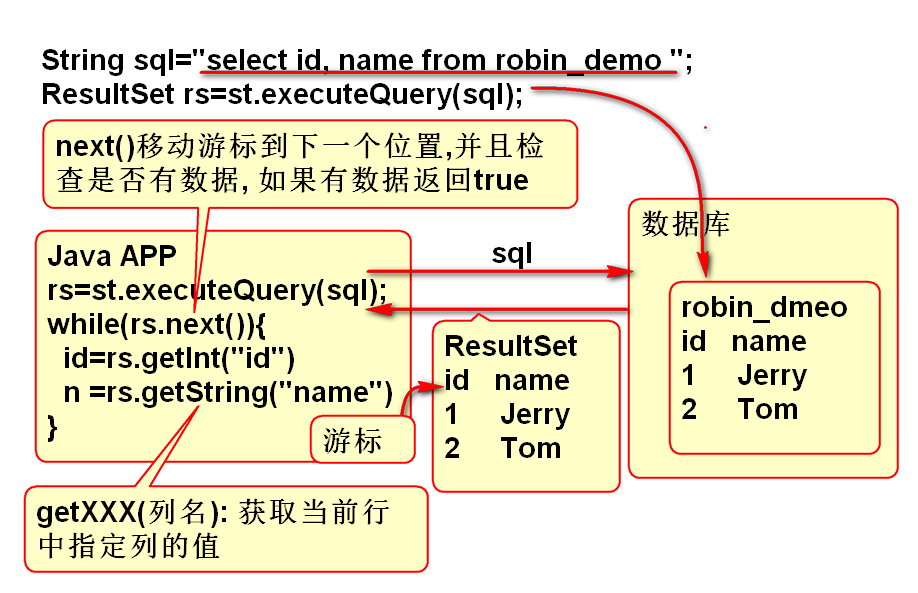 String sql="select id, name from robin_demo ";
ResultSet rs=st.executeQuery(sql);
next()移动游标到下一个位置,并且检
查是否有数据, 如果有数据返回true
Java APP
rs=st.executeQuery(sql);
while(rs.next()){
id=rs.getInt("id")
n =rs.getString("name")
}
游标
getXXX(列名): 获取当前行
中指定列的值
sql
ResultSet
id name
1 Jerry
2 Tom
数据库
robin_dmeo
id name
1 Jerry
2 Tom